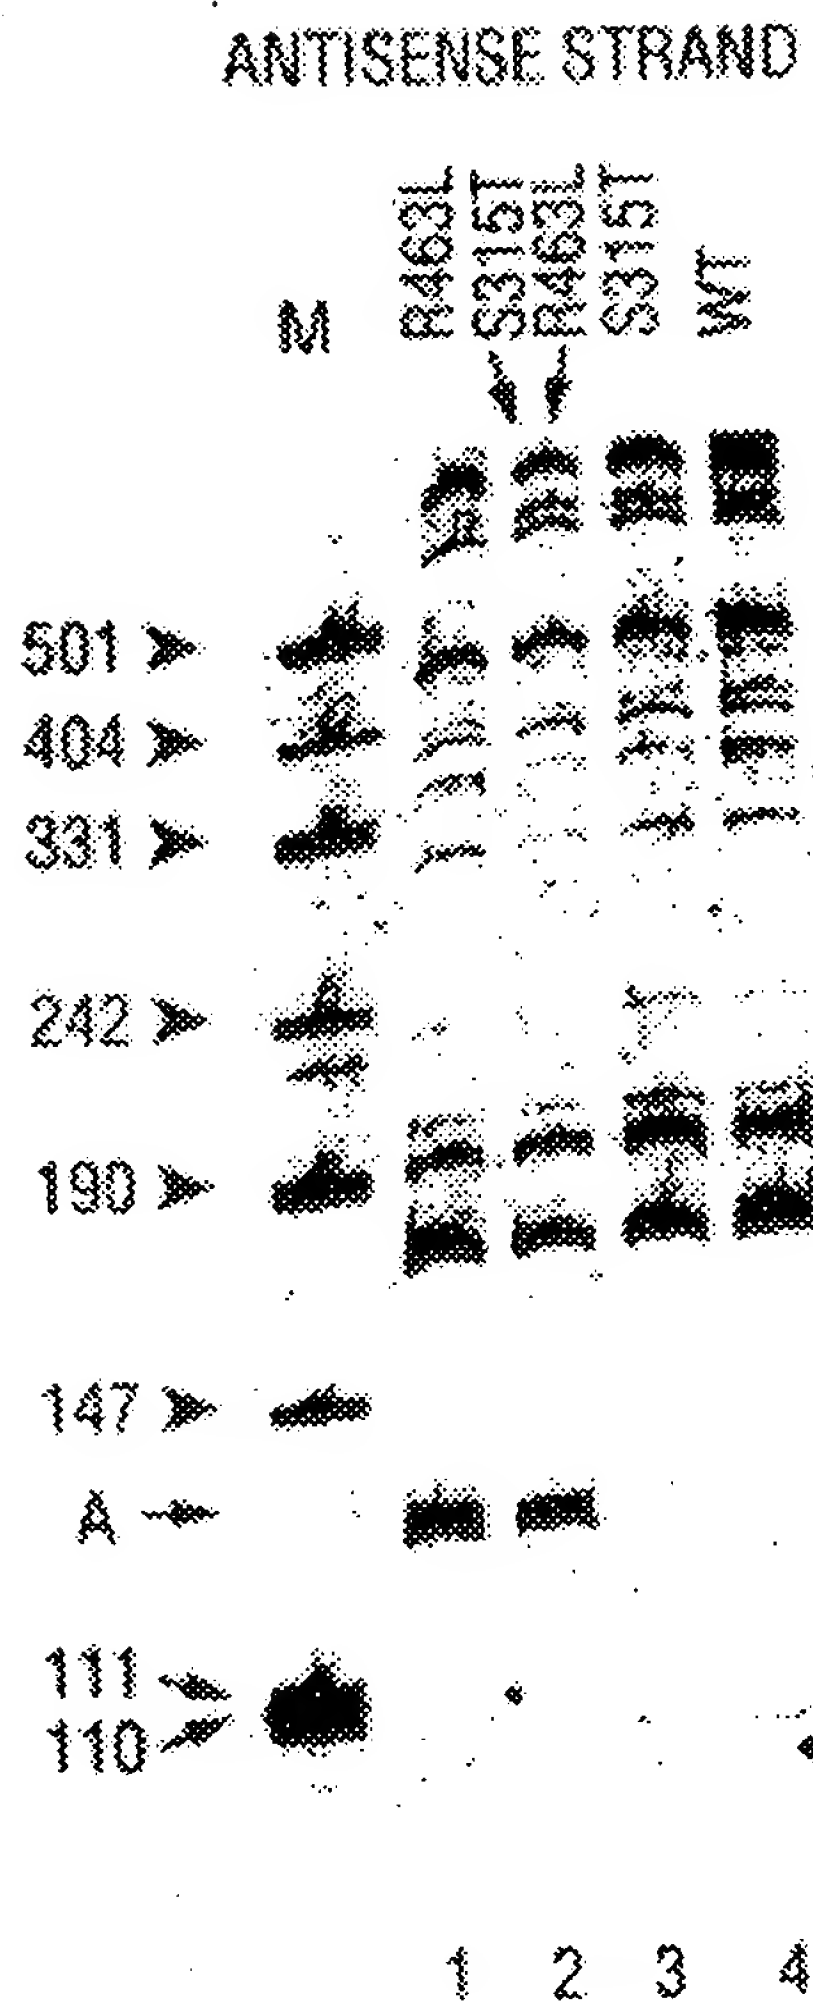 ANTISENSE STRAND
M
R463L
S315T
R463L
S315T
WT
501
404
331
242
190
147
A
111
110
1 2 3 4